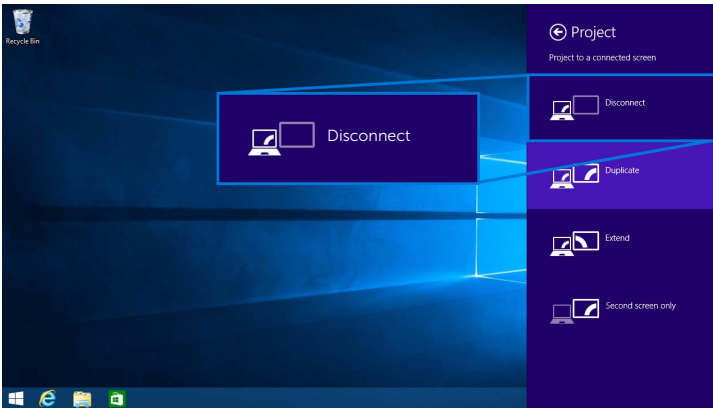 Recycle Bin
Project
Project to a connected screen
Disconnect
Disconnect
Duplicate
Extend
Second screen only